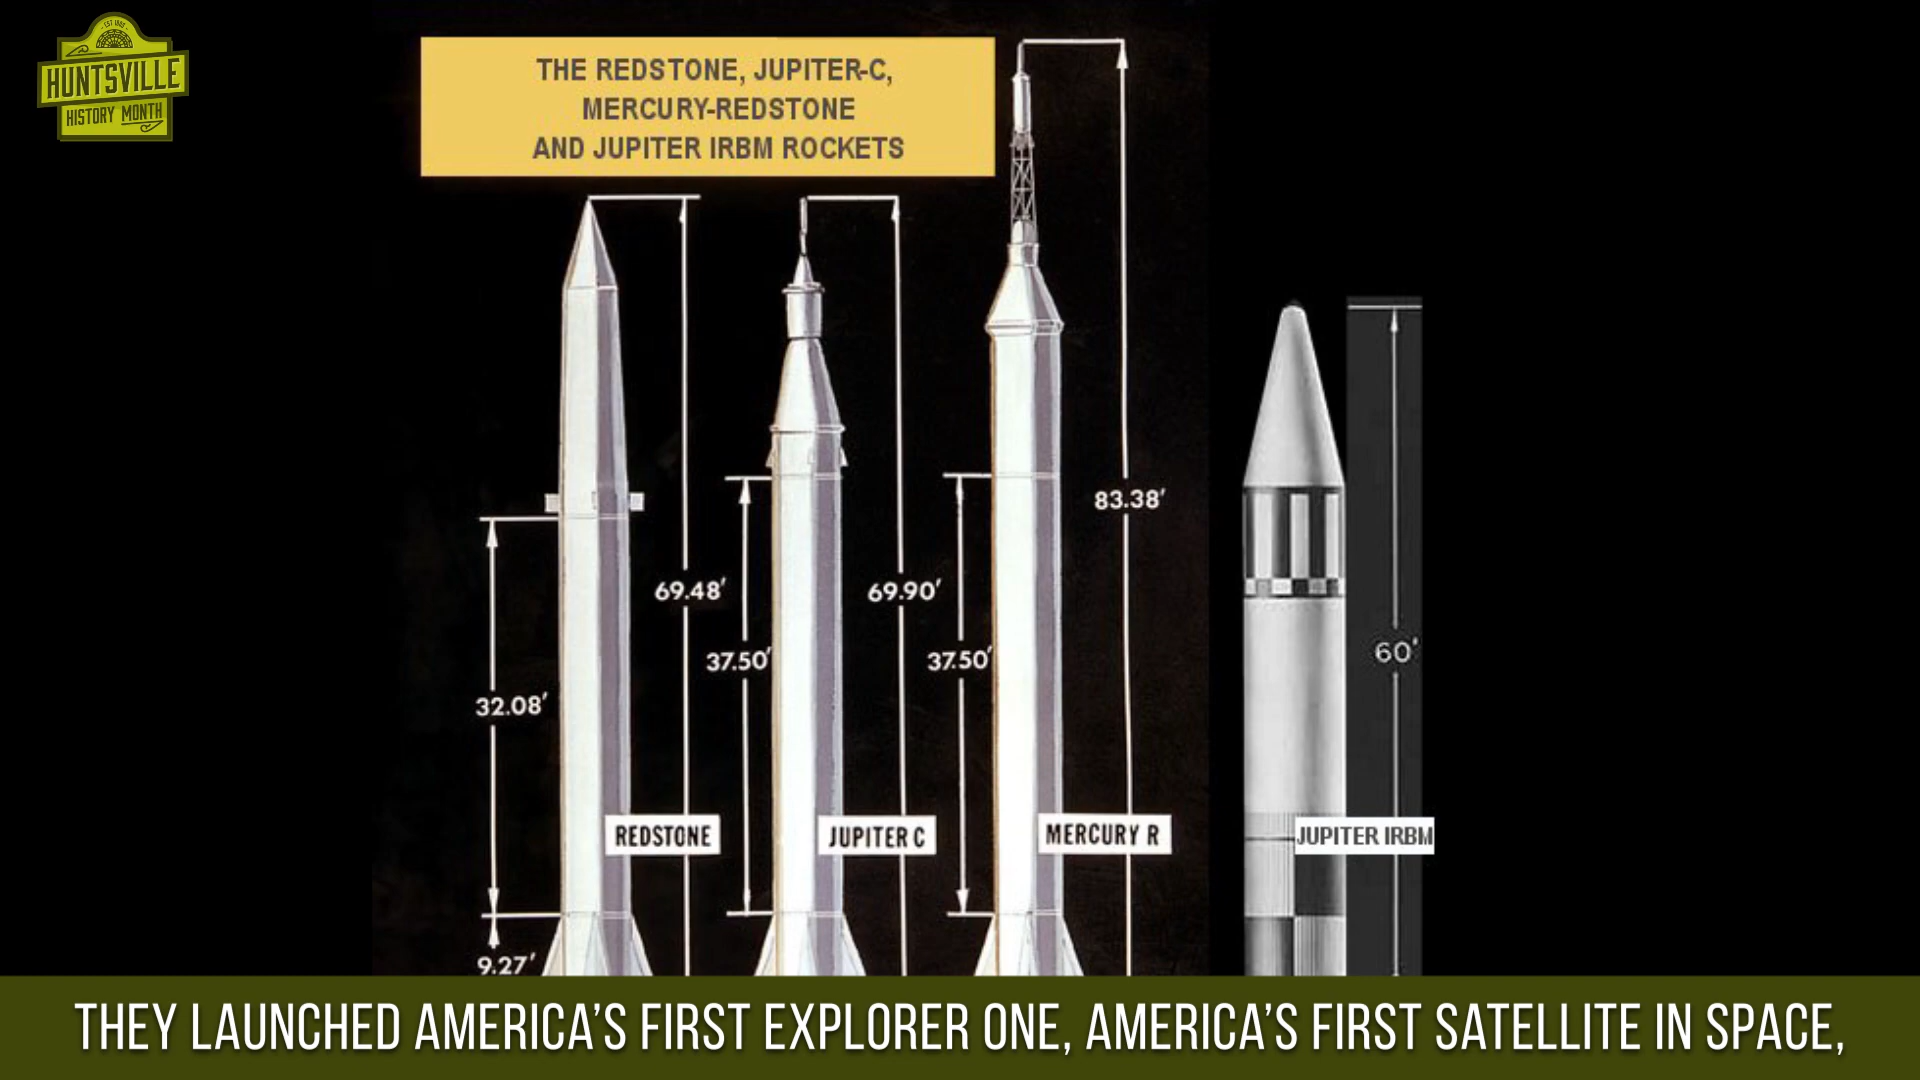 EST 1805
HUNTSVILLE
HISTORY MONTH
THE REDSTONE, JUPITER-C,
MERCURY-REDSTONE
AND JUPITER IRBM ROCKETS
83.38′
69.48′
69.90′
60′
37.50′
37.50′
32.08′
REDSTONE
JUPITER C
MERCURY R
JUPITER IRBM
9.27′
THEY LAUNCHED AMERICA’S FIRST EXPLORER ONE, AMERICA’S FIRST SATELLITE IN SPACE,